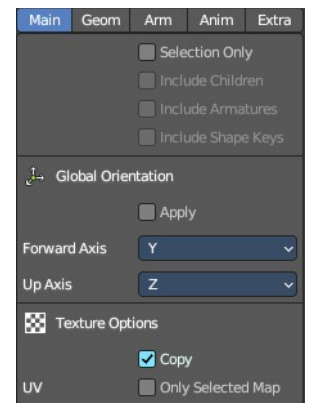 Main Geom Arm Anim Extra
Selection Only
Include Children
Include Armatures
Include Shape Keys
Global Orientation
Apply
Forward Axis Y
Up Axis Z
Texture Options
Copy
UV Only Selected Map